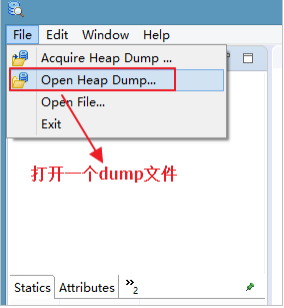 File Edit Window Help
Acquire Heap Dump ...
Open Heap Dump...
Open File...
Exit
打开一个dump文件
Statics Attributes »2